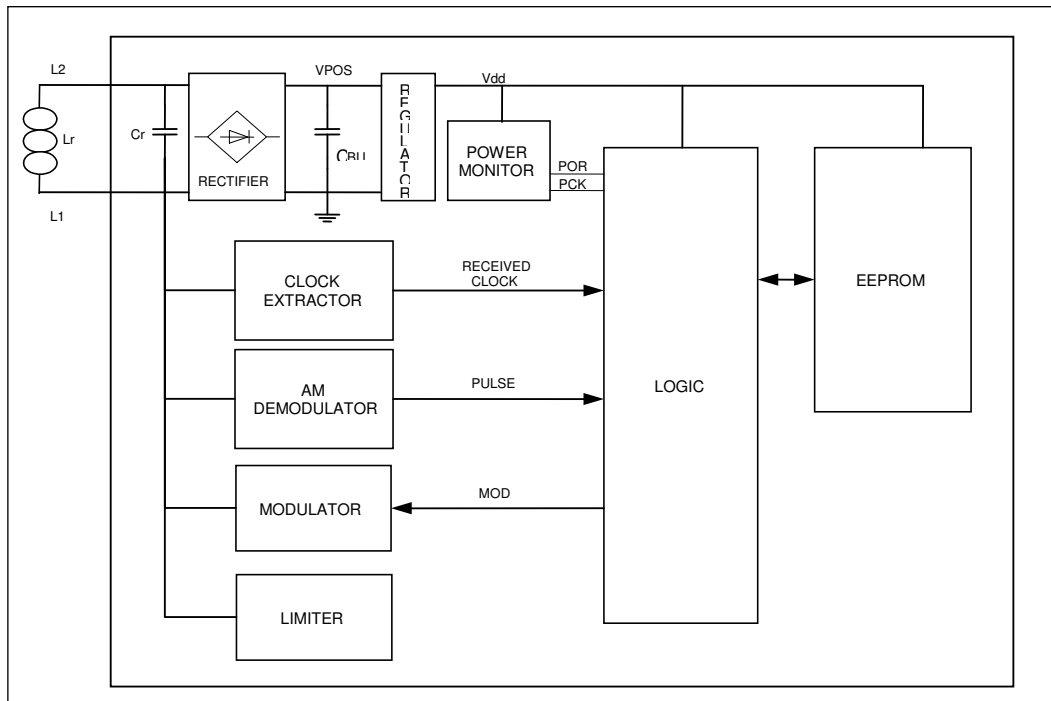 L2
VPOS
Vdd
Lr
Cr
RECTIFIER
REGULATOR
POWER
MONITOR
POR
PCK
L1
CLOCK
EXTRACTOR
RECEIVED
CLOCK
EEPROM
AM
DEMODULATOR
PULSE
LOGIC
MODULATOR
MOD
LIMITER